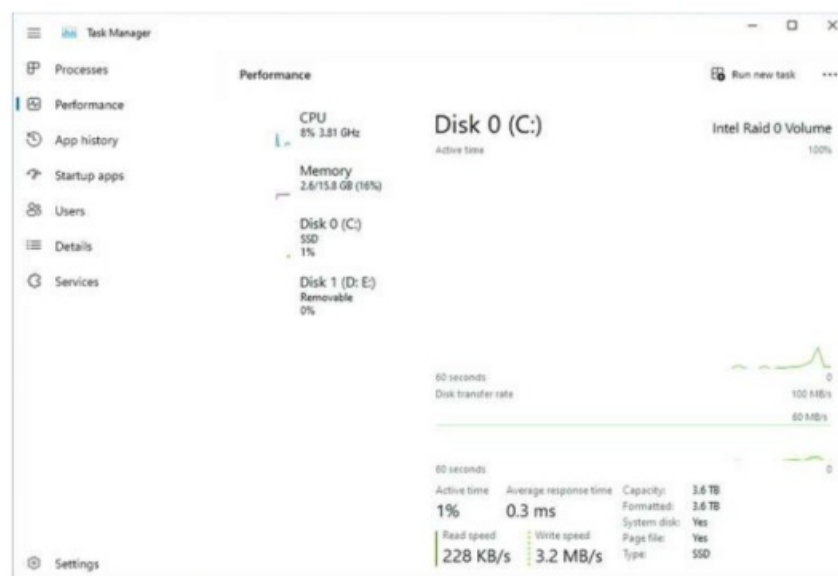 Task Manager
Processes
Performance
App history
Startup apps
Users
Details
Services
Settings
Performance
Run new task
CPU
8% 3.81 GHz
Memory
2.6/15.8 GB (16%)
Disk 0 (C:)
SSD
1%
Disk 1 (D: E:)
Removable
0%
Disk 0 (C:)
Intel Raid 0 Volume
Active time
100%
60 seconds
0
Disk transfer rate
100 MB/s
60 MB/s
60 seconds
0
Active time
1%
Average response time
0.3 ms
Read speed
228 KB/s
Write speed
3.2 MB/s
Capacity: 3.6 TB
Formatted: 3.6 TB
System disk: Yes
Page file: Yes
Type: SSD